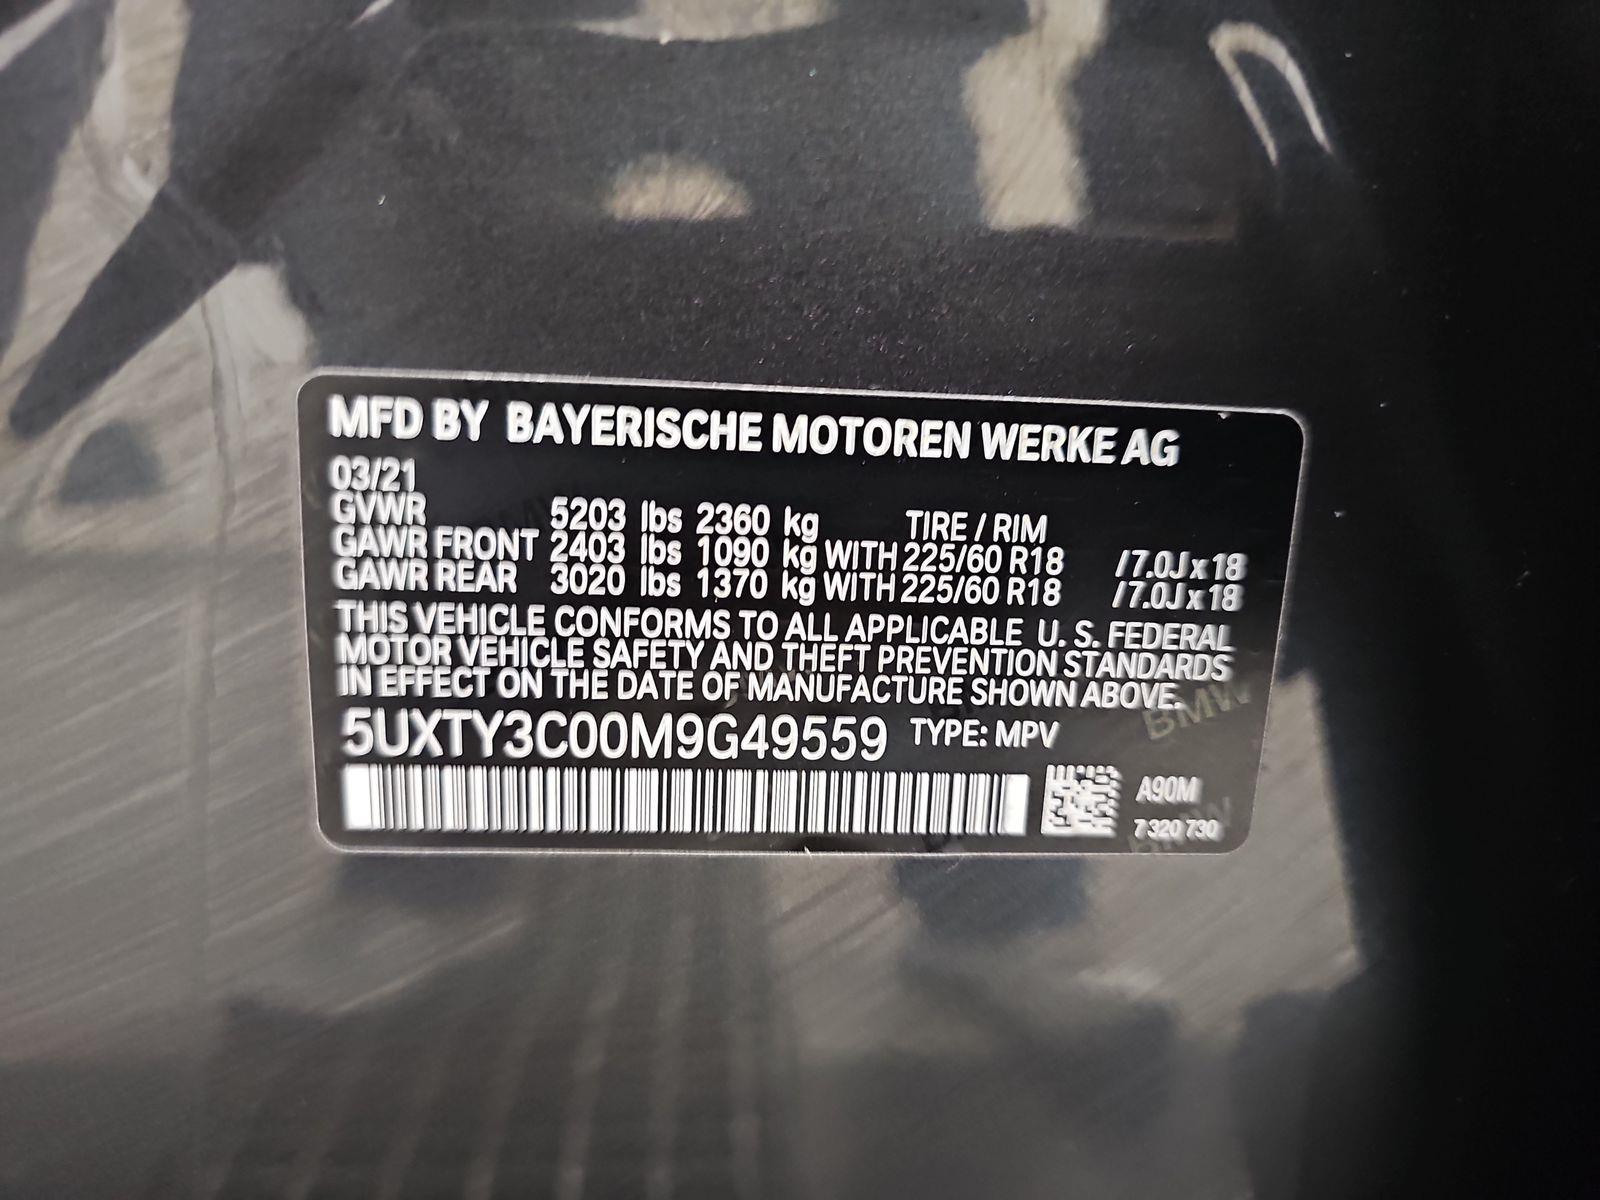 MFD BY BAYERISCHE MOTOREN WERKE AG
03/21
GVWR 5203 lbs 2360 kg TIRE / RIM
GAWR FRONT 2403 lbs 1090 kg WITH 225/60 R18 / 7.0J x 18
GAWR REAR 3020 lbs 1370 kg WITH 225/60 R18 / 7.0J x 18
THIS VEHICLE CONFORMS TO ALL APPLICABLE U. S. FEDERAL
MOTOR VEHICLE SAFETY AND THEFT PREVENTION STANDARDS
IN EFFECT ON THE DATE OF MANUFACTURE SHOWN ABOVE.
BMW
5UXTY3C00M9G49559 TYPE: MPV
A90M
7 320 730
BMW